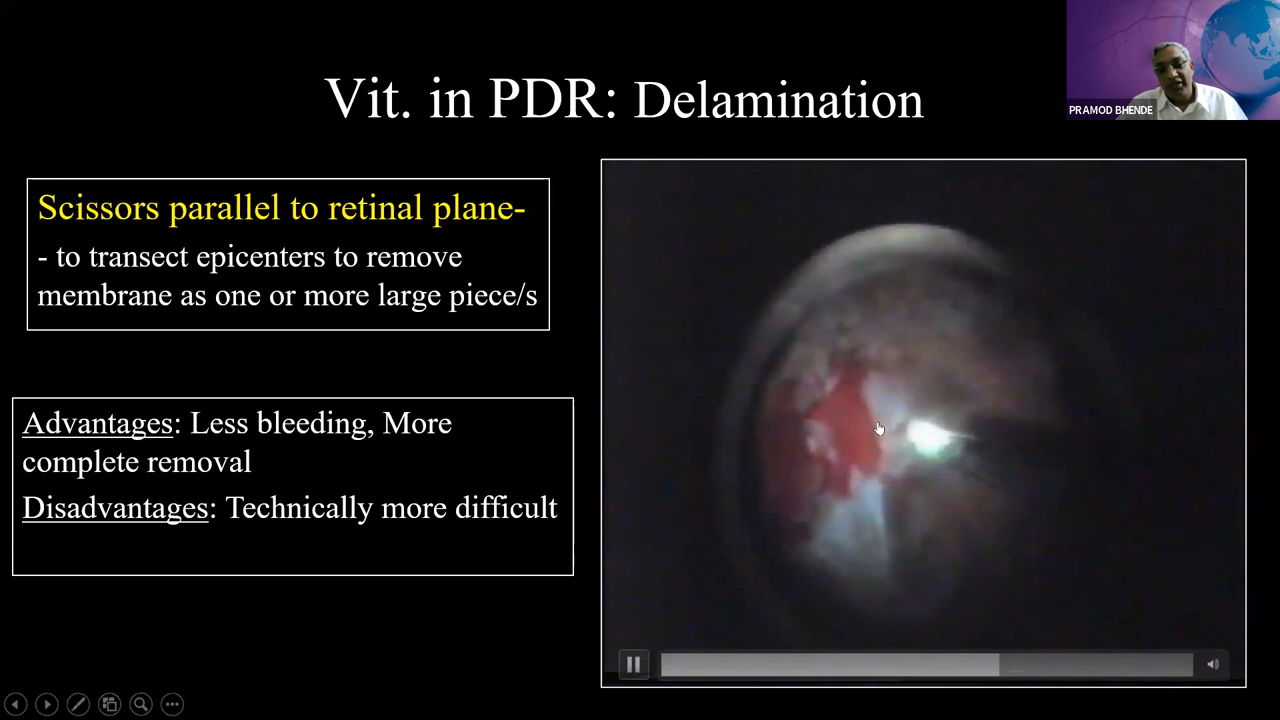 PRAMOD BHENDE
Vit. in PDR: Delamination
Scissors parallel to retinal plane-
- to transect epicenters to remove
membrane as one or more large piece/s
Advantages: Less bleeding, More
complete removal
Disadvantages: Technically more difficult